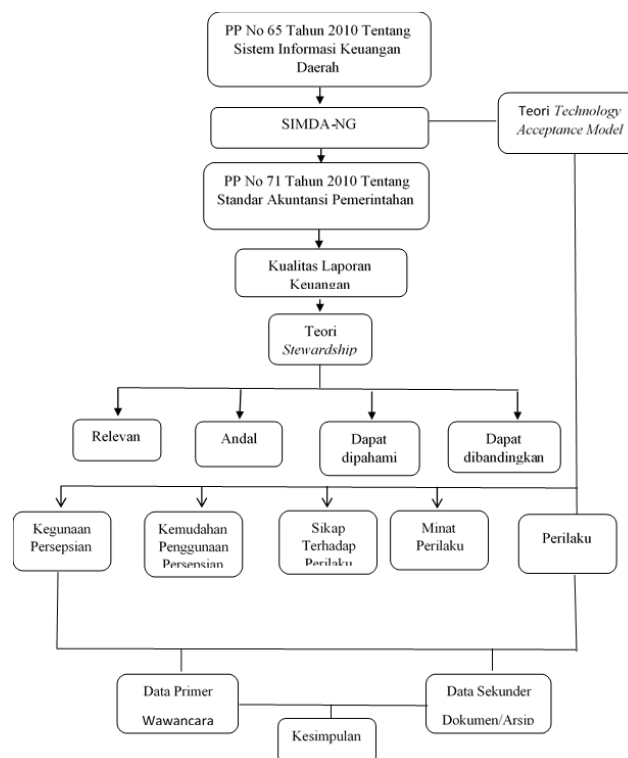 PP No 65 Tahun 2010 Tentang
Sistem Informasi Keuangan
Daerah
SIMDA-NG
Teori Technology
Acceptance Model
PP No 71 Tahun 2010 Tentang
Standar Akuntansi Pemerintahan
Kualitas Laporan
Keuangan
Teori
Stewardship
Relevan
Andal
Dapat
dipahami
Dapat
dibandingkan
Kegunaan
Persepsian
Kemudahan
Penggunaan
Persepsian
Sikap
Terhadap
Perilaku
Minat
Perilaku
Perilaku
Data Primer
Wawancara
Data Sekunder
Dokumen/Arsip
Kesimpulan